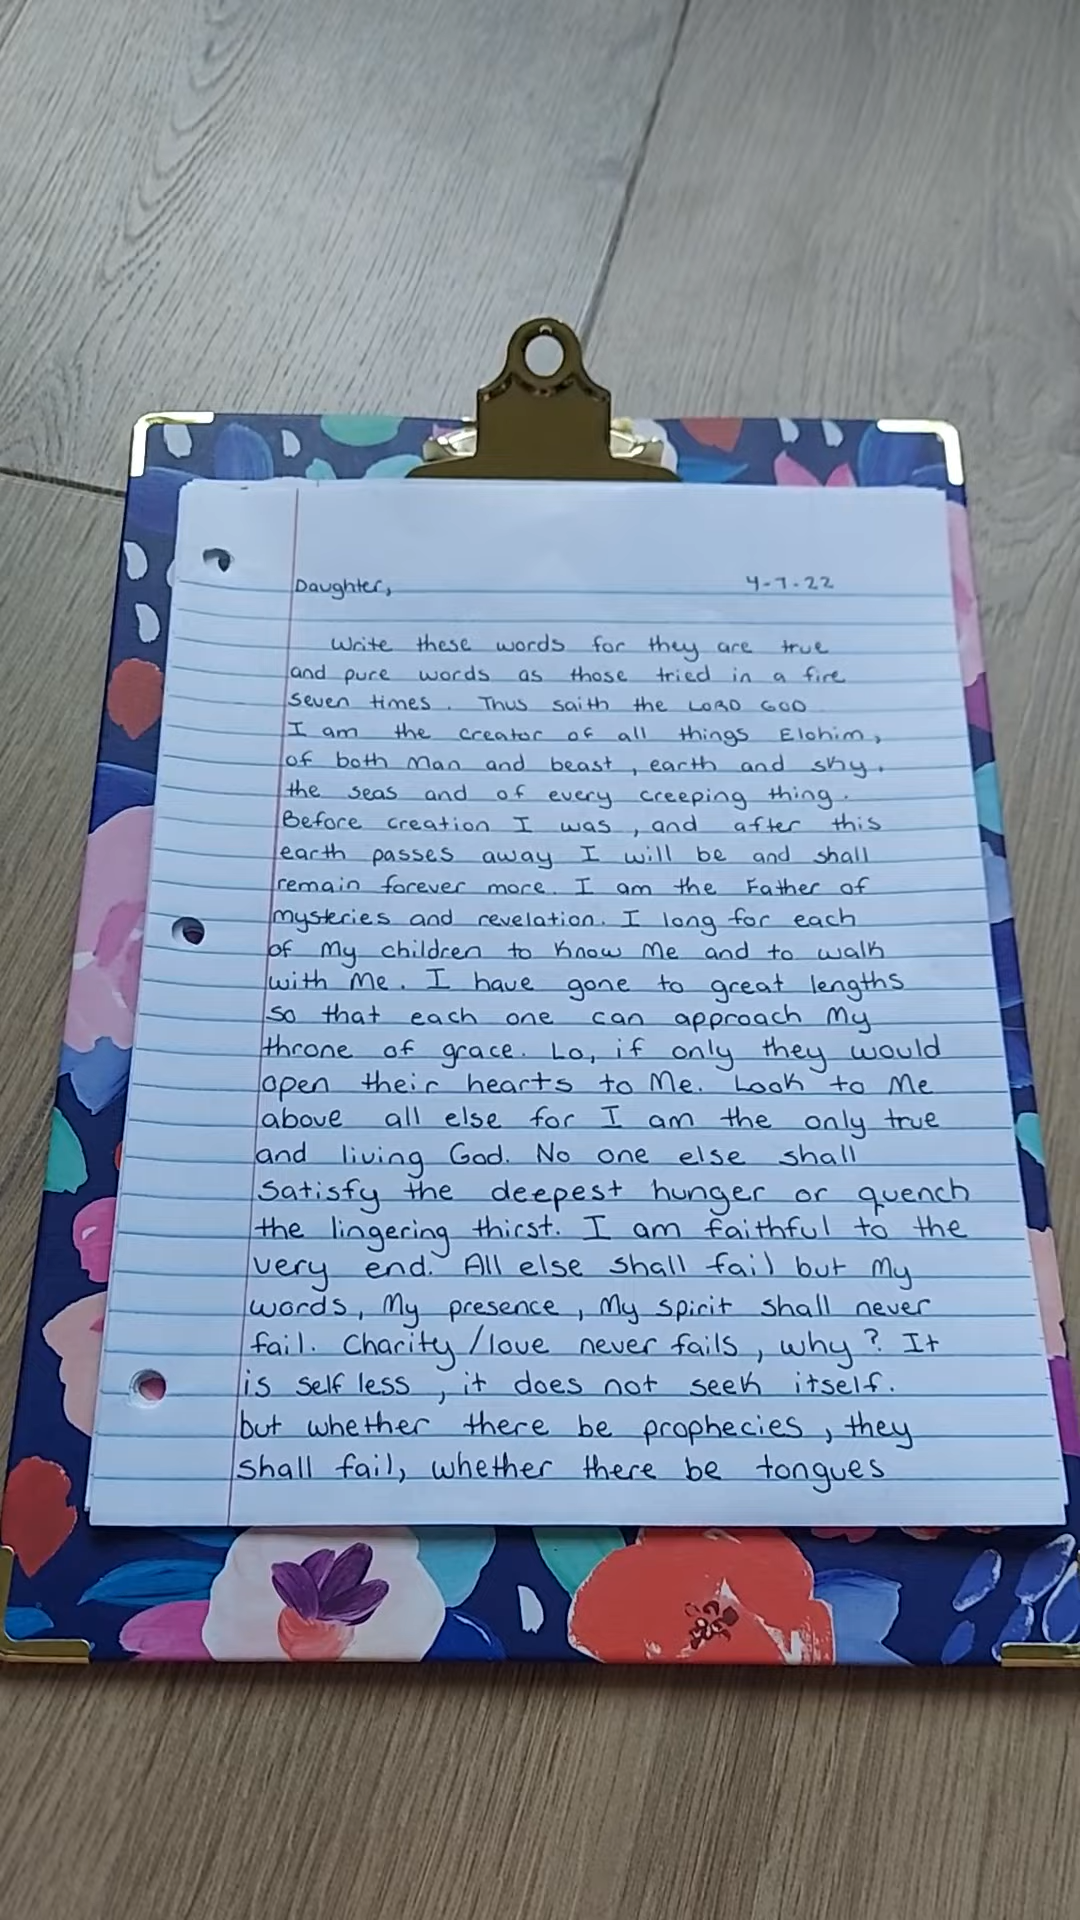 Daughter, 4-7-22
Write these words for they are true
and pure words as those tried in a fire
seven times. Thus saith the LORD GOD
I am the creator of all things Elohim,
of both man and beast, earth and sky,
the seas and of every creeping thing.
Before creation I was, and after this
earth passes away I will be and shall
remain forever more. I am the Father of
mysteries and revelation. I long for each
of My children to know Me and to walk
with Me. I have gone to great lengths
so that each one can approach My
throne of grace. Lo, if only they would
open their hearts to Me. Look to Me
above all else for I am the only true
and living God. No one else shall
satisfy the deepest hunger or quench
the lingering thirst. I am faithful to the
very end. All else shall fail but My
words, My presence, My spirit shall never
fail. Charity/love never fails, why? It
is self less, it does not seek itself.
but whether there be prophecies, they
shall fail, whether there be tongues